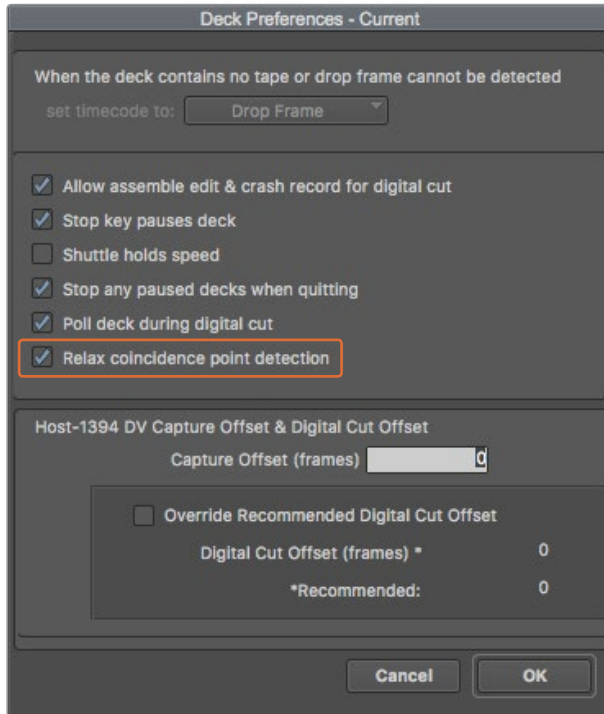 Deck Preferences - Current
When the deck contains no tape or drop frame cannot be detected
set timecode to: Drop Frame
Allow assemble edit & crash record for digital cut
Stop key pauses deck
Shuttle holds speed
Stop any paused decks when quitting
Poll deck during digital cut
Relax coincidence point detection
Host-1394 DV Capture Offset & Digital Cut Offset
Capture Offset (frames) 0
Override Recommended Digital Cut Offset
Digital Cut Offset (frames) * 0
*Recommended: 0
Cancel OK